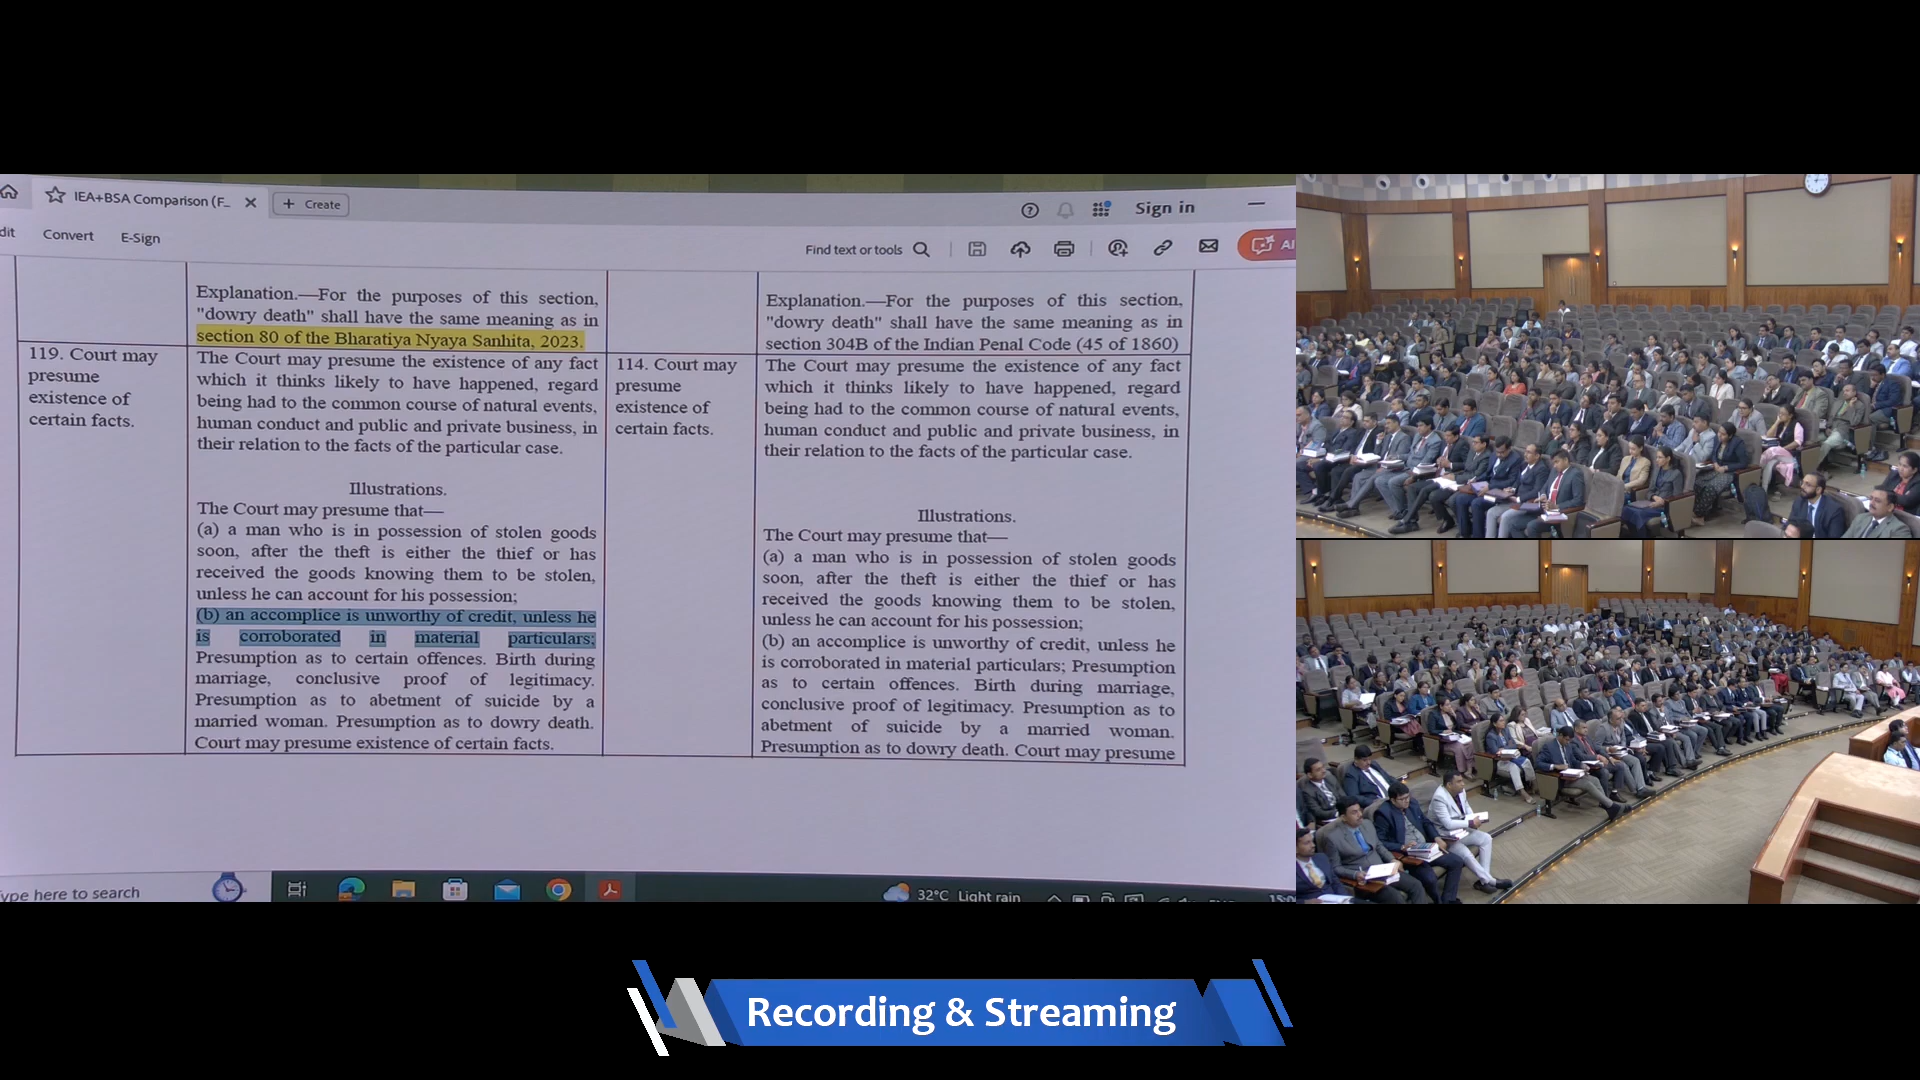 IEA+BSA Comparison (F_
+ Create
Sign in
dit
Convert
E-Sign
Find text or tools
AI
Explanation.—For the purposes of this section,
"dowry death" shall have the same meaning as in
section 80 of the Bharatiya Nyaya Sanhita, 2023.
Explanation.—For the purposes of this section,
"dowry death" shall have the same meaning as in
section 304B of the Indian Penal Code (45 of 1860)
119. Court may
presume
existence of
certain facts.
The Court may presume the existence of any fact
which it thinks likely to have happened, regard
being had to the common course of natural events,
human conduct and public and private business, in
their relation to the facts of the particular case.
Illustrations.
The Court may presume that—
(a) a man who is in possession of stolen goods
soon, after the theft is either the thief or has
received the goods knowing them to be stolen,
unless he can account for his possession;
(b) an accomplice is unworthy of credit, unless he
is corroborated in material particulars;
Presumption as to certain offences. Birth during
marriage, conclusive proof of legitimacy.
Presumption as to abetment of suicide by a
married woman. Presumption as to dowry death.
Court may presume existence of certain facts.
114. Court may
presume
existence of
certain facts.
The Court may presume the existence of any fact
which it thinks likely to have happened, regard
being had to the common course of natural events,
human conduct and public and private business, in
their relation to the facts of the particular case.
Illustrations.
The Court may presume that—
(a) a man who is in possession of stolen goods
soon, after the theft is either the thief or has
received the goods knowing them to be stolen,
unless he can account for his possession;
(b) an accomplice is unworthy of credit, unless he
is corroborated in material particulars; Presumption
as to certain offences. Birth during marriage,
conclusive proof of legitimacy. Presumption as to
abetment of suicide by a married woman.
Presumption as to dowry death. Court may presume
ype here to search
32°C Light rain
Recording & Streaming